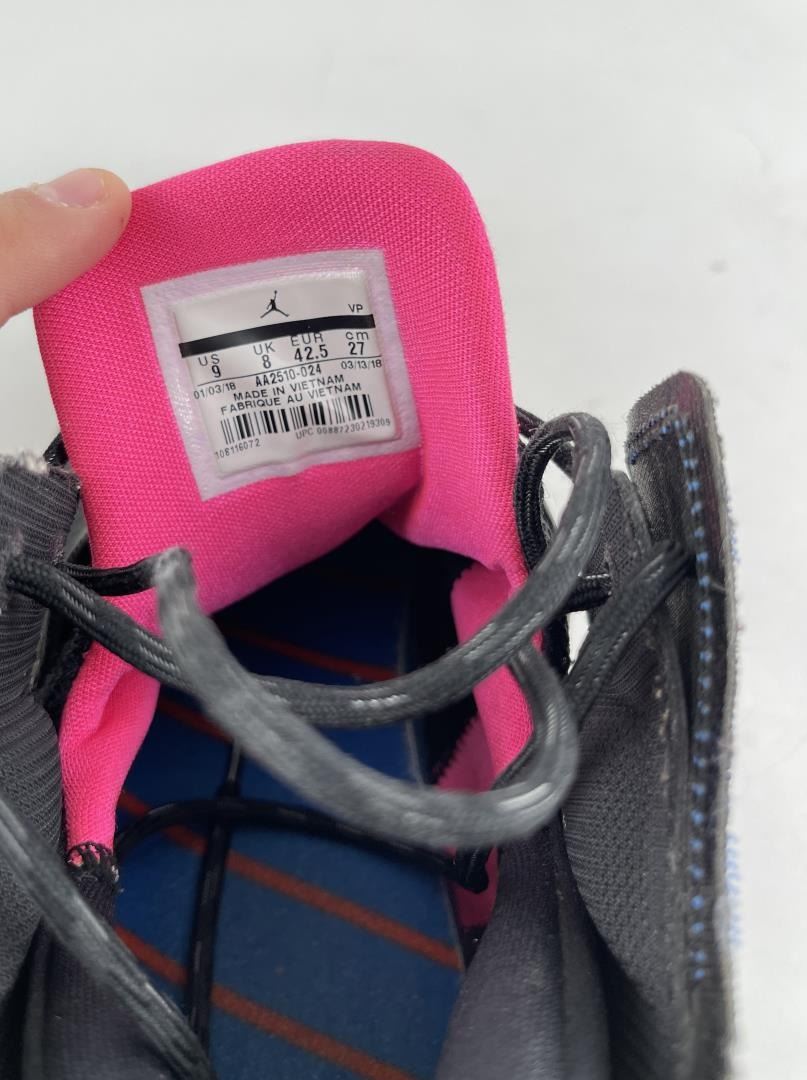 VP
US UK EUR cm
9 8 42.5 27
01/03/18 AA2510-024 03/13/18
MADE IN VIETNAM
FABRIQUE AU VIETNAM
108116072 UPC 00887230219309